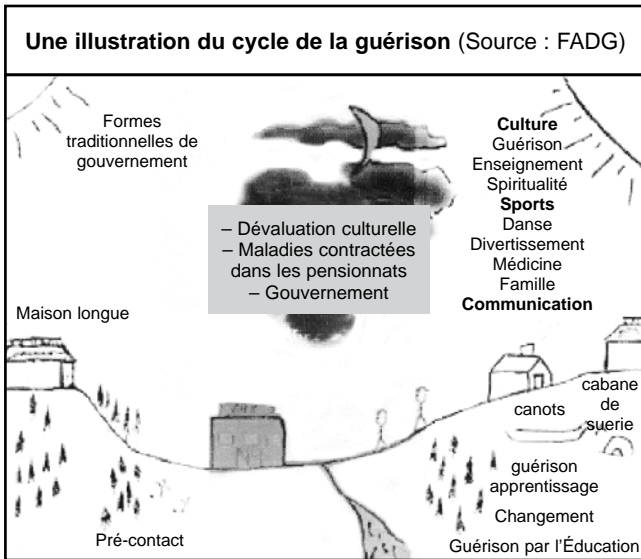 Une illustration du cycle de la guérison (Source : FADG)
Formes
traditionnelles de
gouvernement
Culture
Guérison
Enseignement
Spiritualité
Sports
Danse
Divertissement
Médicine
Famille
Communication
– Dévaluation culturelle
– Maladies contractées
dans les pensionnats
– Gouvernement
Maison longue
canots
cabane
de
suerie
guérison
apprentissage
Changement
Pré-contact
Guérison par l'Éducation